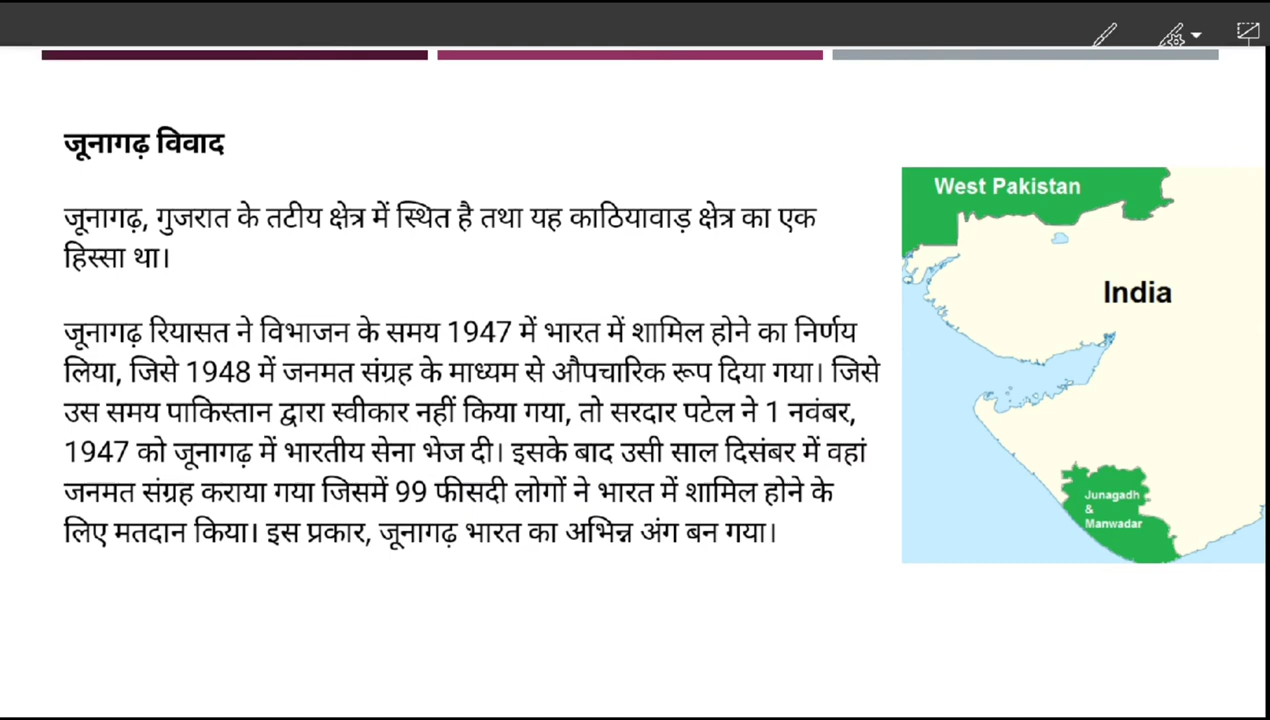 जूनागढ़ विवाद
जूनागढ़, गुजरात के तटीय क्षेत्र में स्थित है तथा यह काठियावाड़ क्षेत्र का एक
हिस्सा था।
जूनागढ़ रियासत ने विभाजन के समय 1947 में भारत में शामिल होने का निर्णय
लिया, जिसे 1948 में जनमत संग्रह के माध्यम से औपचारिक रूप दिया गया। जिसे
उस समय पाकिस्तान द्वारा स्वीकार नहीं किया गया, तो सरदार पटेल ने 1 नवंबर,
1947 को जूनागढ़ में भारतीय सेना भेज दी। इसके बाद उसी साल दिसंबर में वहां
जनमत संग्रह कराया गया जिसमें 99 फीसदी लोगों ने भारत में शामिल होने के
लिए मतदान किया। इस प्रकार, जूनागढ़ भारत का अभिन्न अंग बन गया।
West Pakistan
India
Junagadh
&
Manwadar